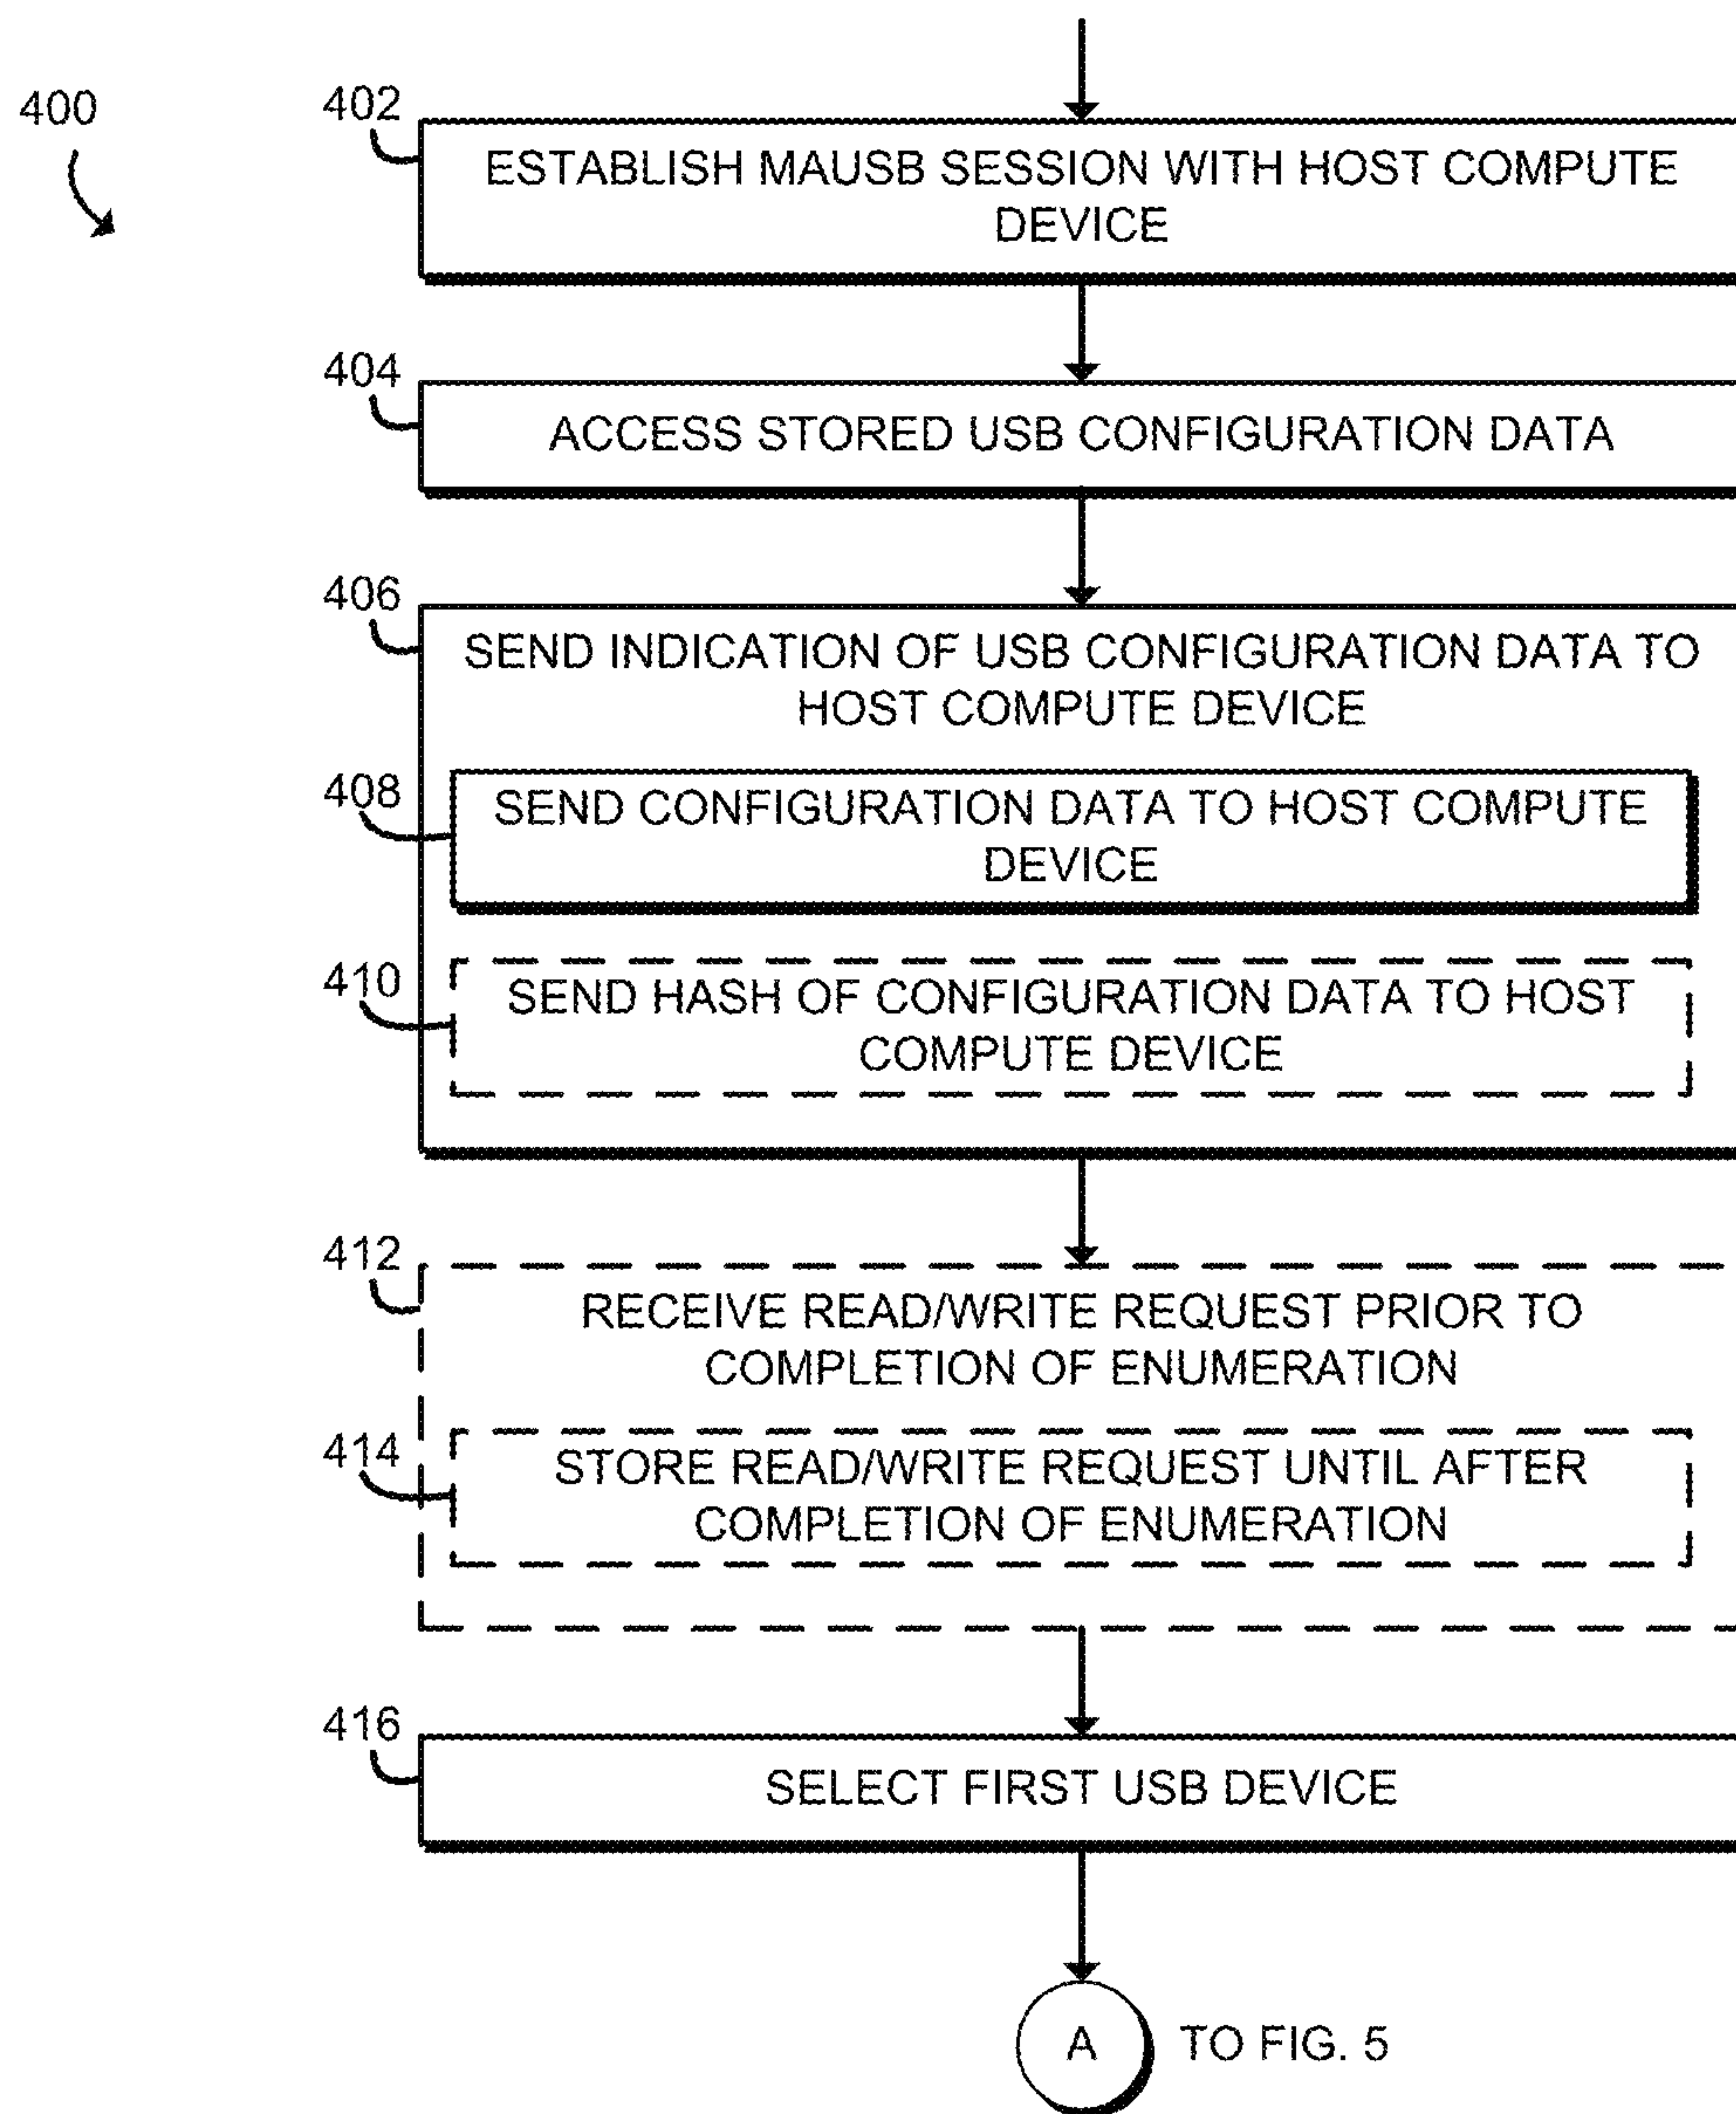 400
402
ESTABLISH MAUSB SESSION WITH HOST COMPUTE
DEVICE
404
ACCESS STORED USB CONFIGURATION DATA
406
SEND INDICATION OF USB CONFIGURATION DATA TO
HOST COMPUTE DEVICE
408
SEND CONFIGURATION DATA TO HOST COMPUTE
DEVICE
410
SEND HASH OF CONFIGURATION DATA TO HOST
COMPUTE DEVICE
412
RECEIVE READ/WRITE REQUEST PRIOR TO
COMPLETION OF ENUMERATION
414
STORE READ/WRITE REQUEST UNTIL AFTER
COMPLETION OF ENUMERATION
416
SELECT FIRST USB DEVICE
A TO FIG. 5